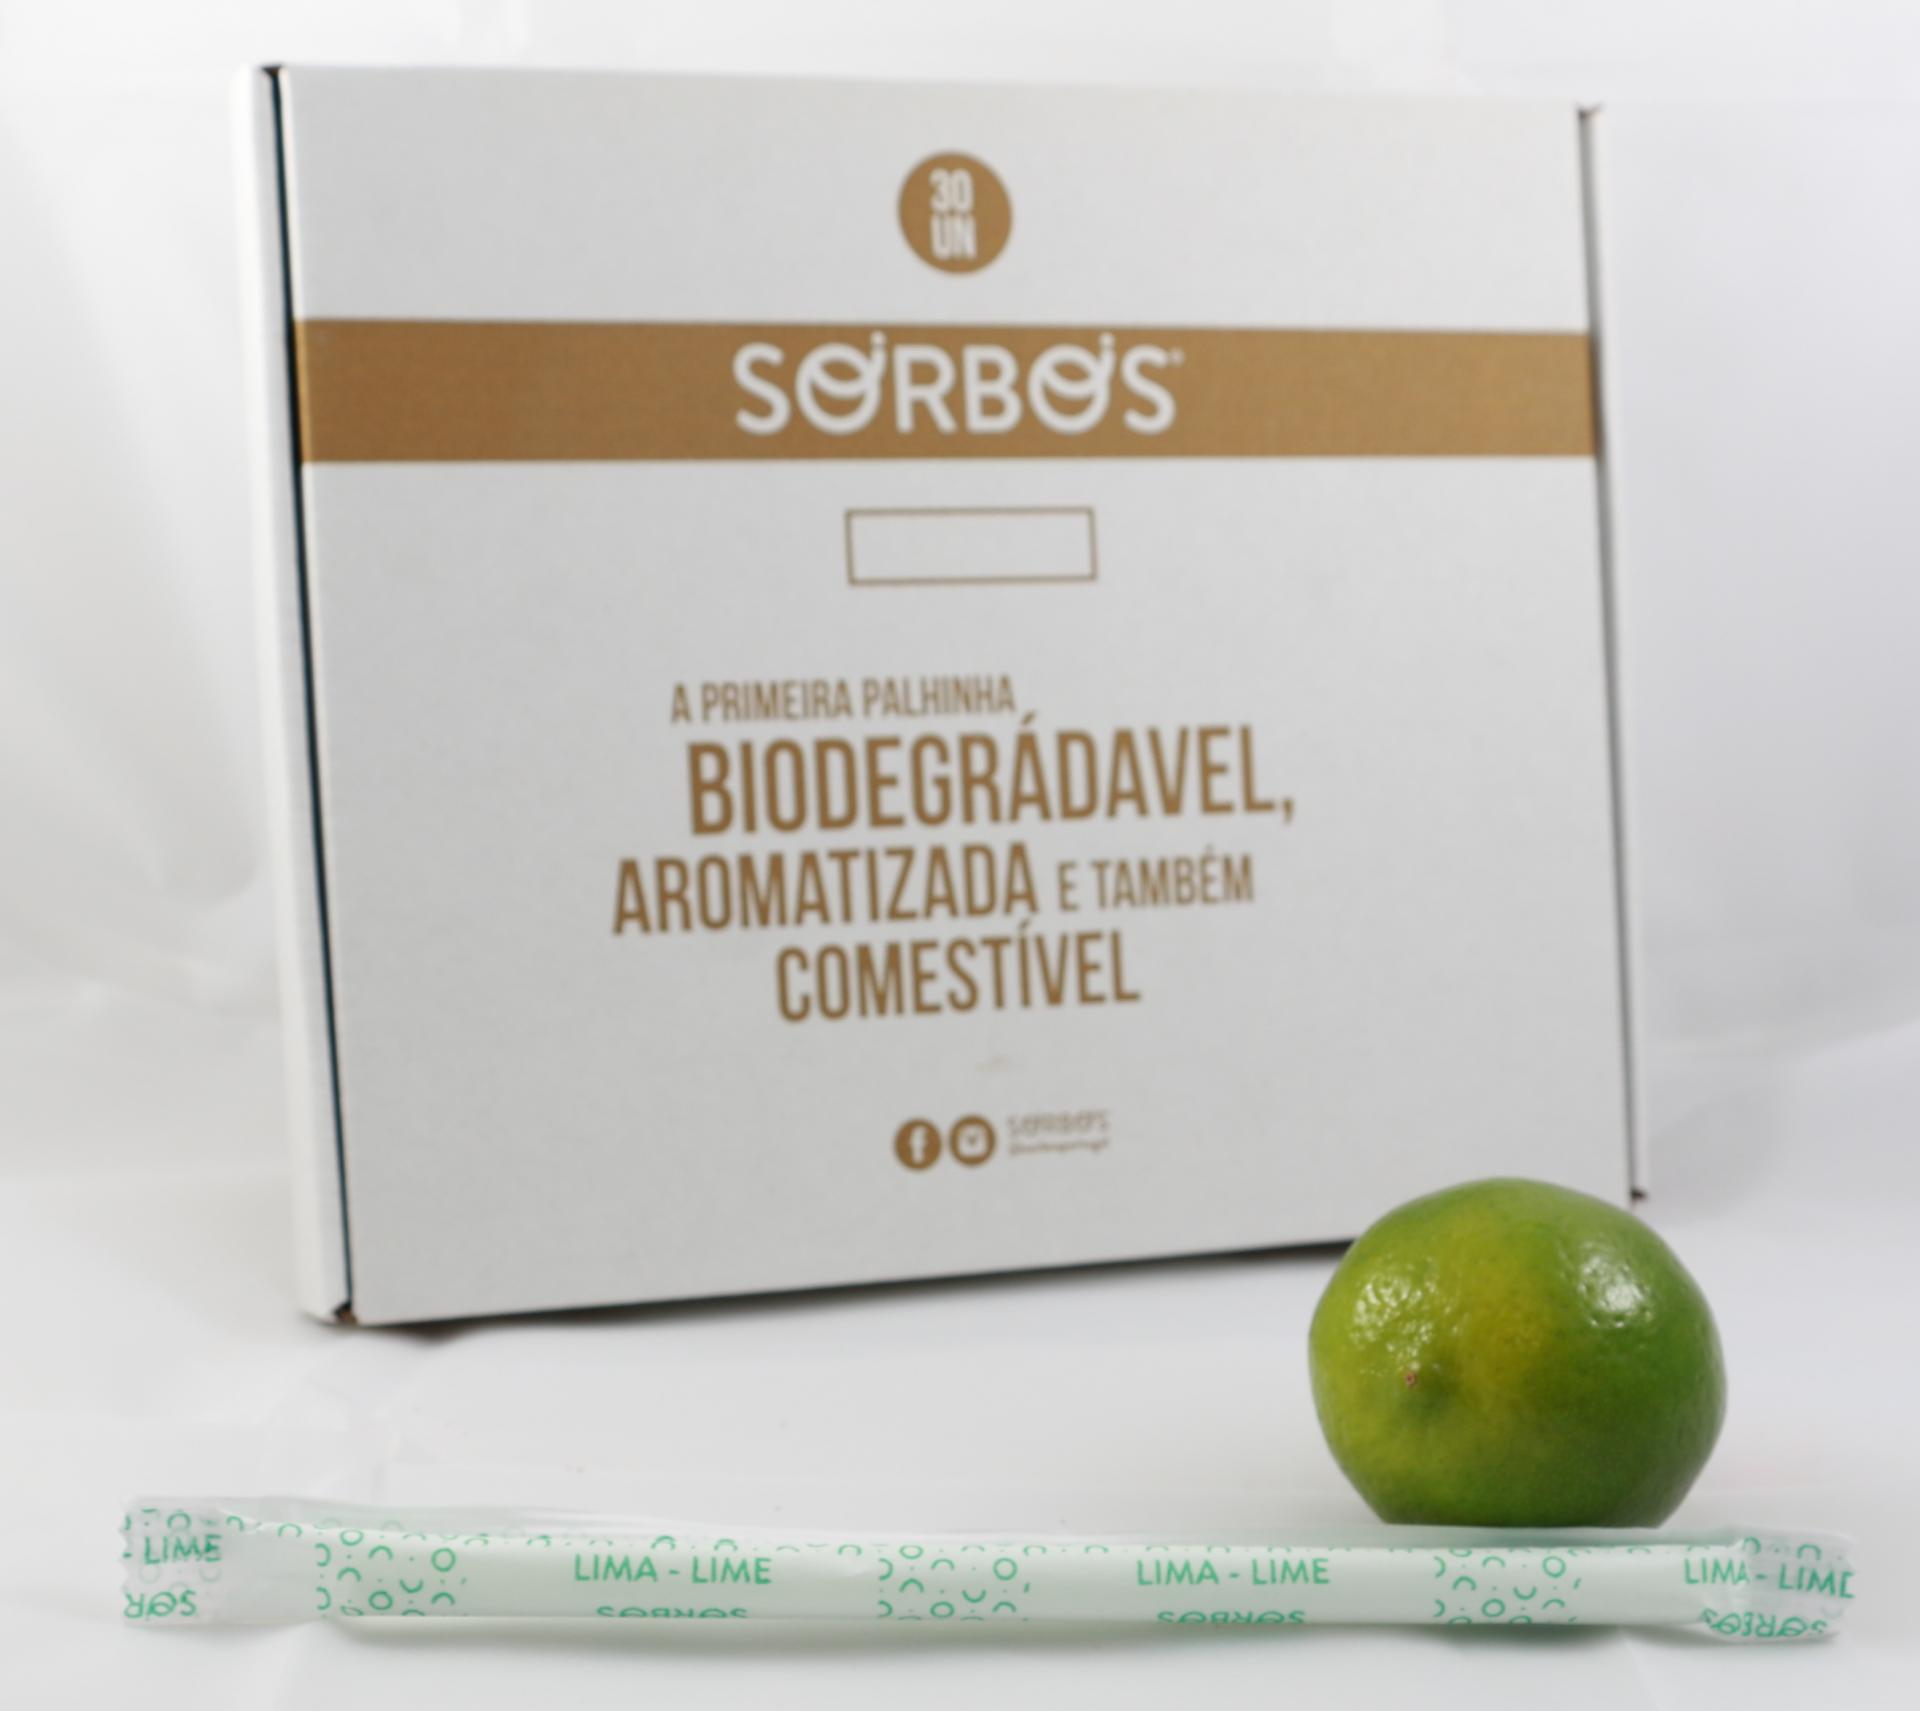 30
UN
SORBOS
A PRIMEIRA PALHINHA
BIODEGRÁDAVEL,
AROMATIZADA E TAMBÉM
COMESTÍVEL
SORBOS
- LIME
LIMA - LIME
LIMA - LIME
LIMA - LIME
SORBOS
SORBOS
SORBOS